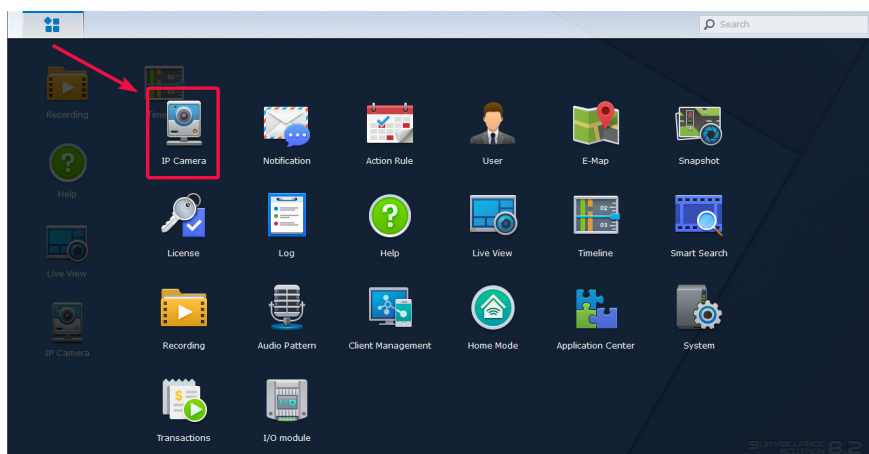 Search
Recording
Time
IP Camera
Notification
Action Rule
User
E-Map
Snapshot
Help
License
Log
Help
Live View
Timeline
Smart Search
Live View
Recording
Audio Pattern
Client Management
Home Mode
Application Center
System
IP Camera
Transactions
I/O module
SURVEILLANCE
STATION 8.2